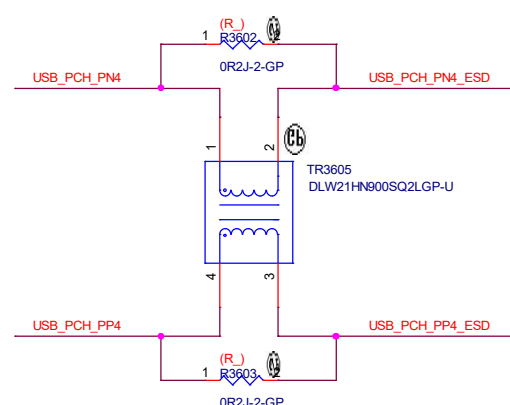 (R_)
1 R3602 2
0R2J-2-GP
USB_PCH_PN4 USB_PCH_PN4_ESD
1 2
TR3605
DLW21HN900SQ2LGP-U
4 3
USB_PCH_PP4 USB_PCH_PP4_ESD
(R_)
1 R3603 2
0R2J-2-GP